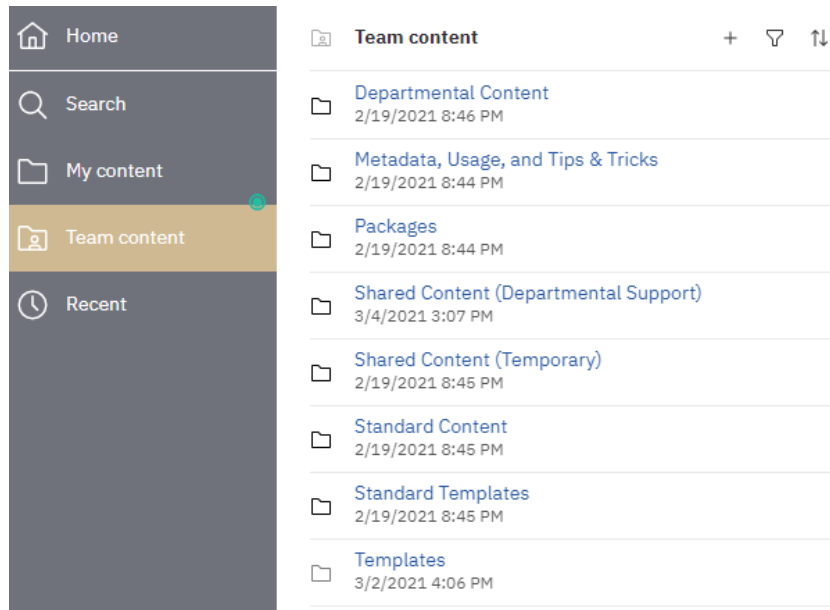 Home
Search
My content
Team content
Recent
Team content
Departmental Content
2/19/2021 8:46 PM
Metadata, Usage, and Tips & Tricks
2/19/2021 8:44 PM
Packages
2/19/2021 8:44 PM
Shared Content (Departmental Support)
3/4/2021 3:07 PM
Shared Content (Temporary)
2/19/2021 8:45 PM
Standard Content
2/19/2021 8:45 PM
Standard Templates
2/19/2021 8:45 PM
Templates
3/2/2021 4:06 PM